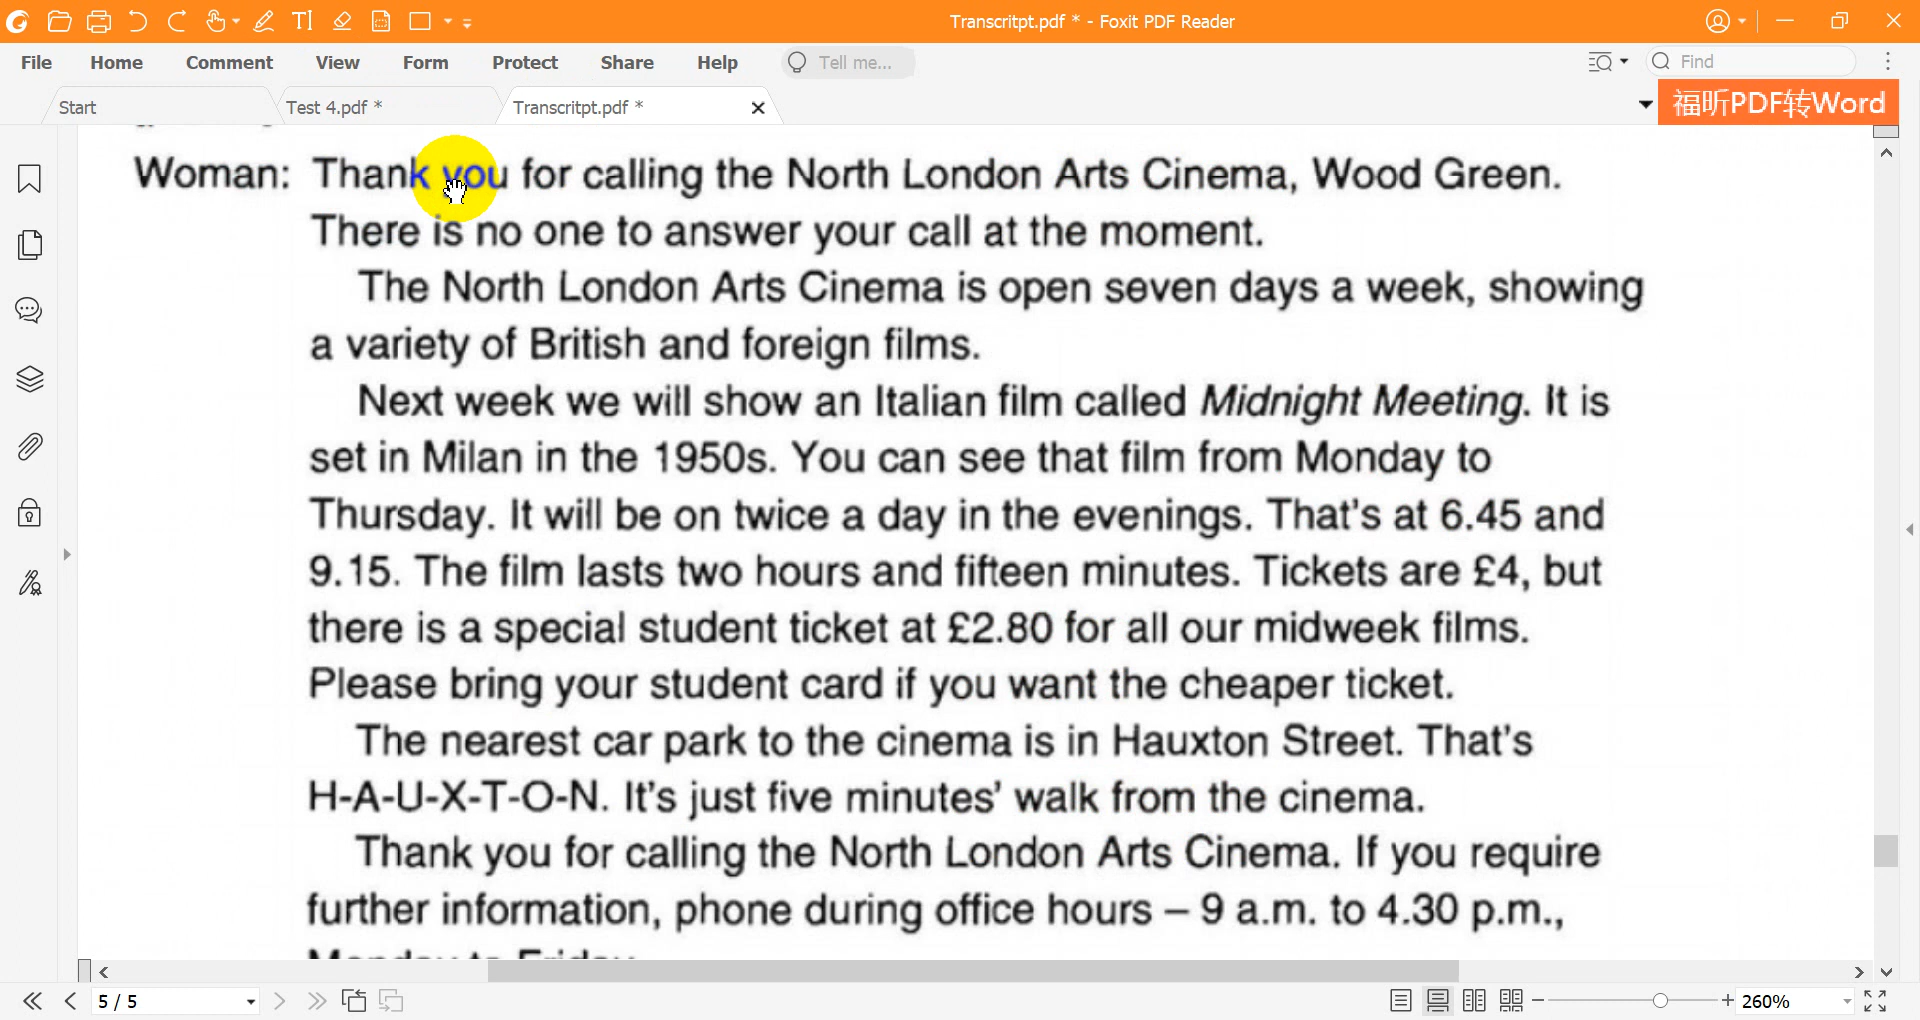 Transcritpt.pdf * - Foxit PDF Reader
File Home Comment View Form Protect Share Help Tell me... Find
Start Test 4.pdf * Transcritpt.pdf * 福昕PDF转Word
Woman: Thank you for calling the North London Arts Cinema, Wood Green.
There is no one to answer your call at the moment.
The North London Arts Cinema is open seven days a week, showing
a variety of British and foreign films.
Next week we will show an Italian film called Midnight Meeting. It is
set in Milan in the 1950s. You can see that film from Monday to
Thursday. It will be on twice a day in the evenings. That's at 6.45 and
9.15. The film lasts two hours and fifteen minutes. Tickets are £4, but
there is a special student ticket at £2.80 for all our midweek films.
Please bring your student card if you want the cheaper ticket.
The nearest car park to the cinema is in Hauxton Street. That's
H-A-U-X-T-O-N. It's just five minutes' walk from the cinema.
Thank you for calling the North London Arts Cinema. If you require
further information, phone during office hours – 9 a.m. to 4.30 p.m.,
Monday to Friday
5 / 5 260%